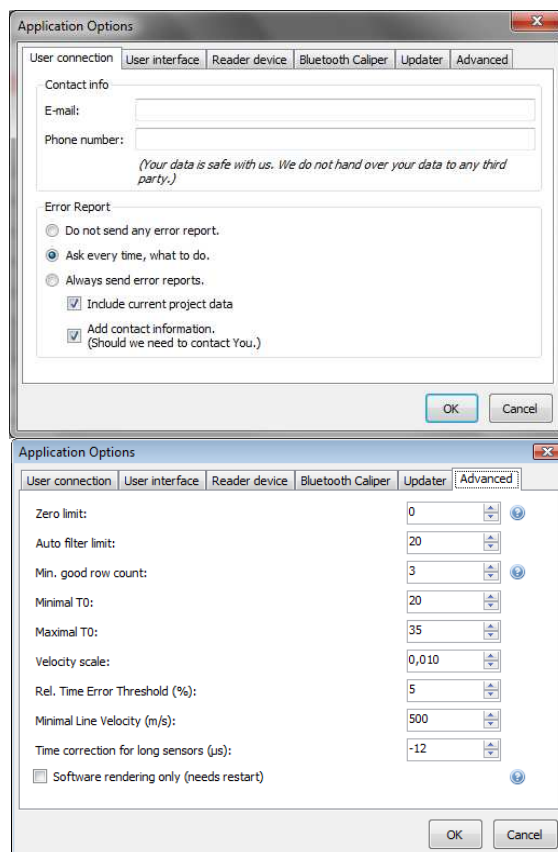 Application Options
User connection User interface Reader device Bluetooth Caliper Updater Advanced
Contact info
E-mail:
Phone number:
(Your data is safe with us. We do not hand over your data to any third
party.)
Error Report
Do not send any error report.
Ask every time, what to do.
Always send error reports.
Include current project data
Add contact information.
(Should we need to contact You.)
OK Cancel
Application Options
User connection User interface Reader device Bluetooth Caliper Updater Advanced
Zero limit: 0
Auto filter limit: 20
Min. good row count: 3
Minimal T0: 20
Maximal T0: 35
Velocity scale: 0,010
Rel. Time Error Threshold (%): 5
Minimal Line Velocity (m/s): 500
Time correction for long sensors (µs): -12
Software rendering only (needs restart)
OK Cancel